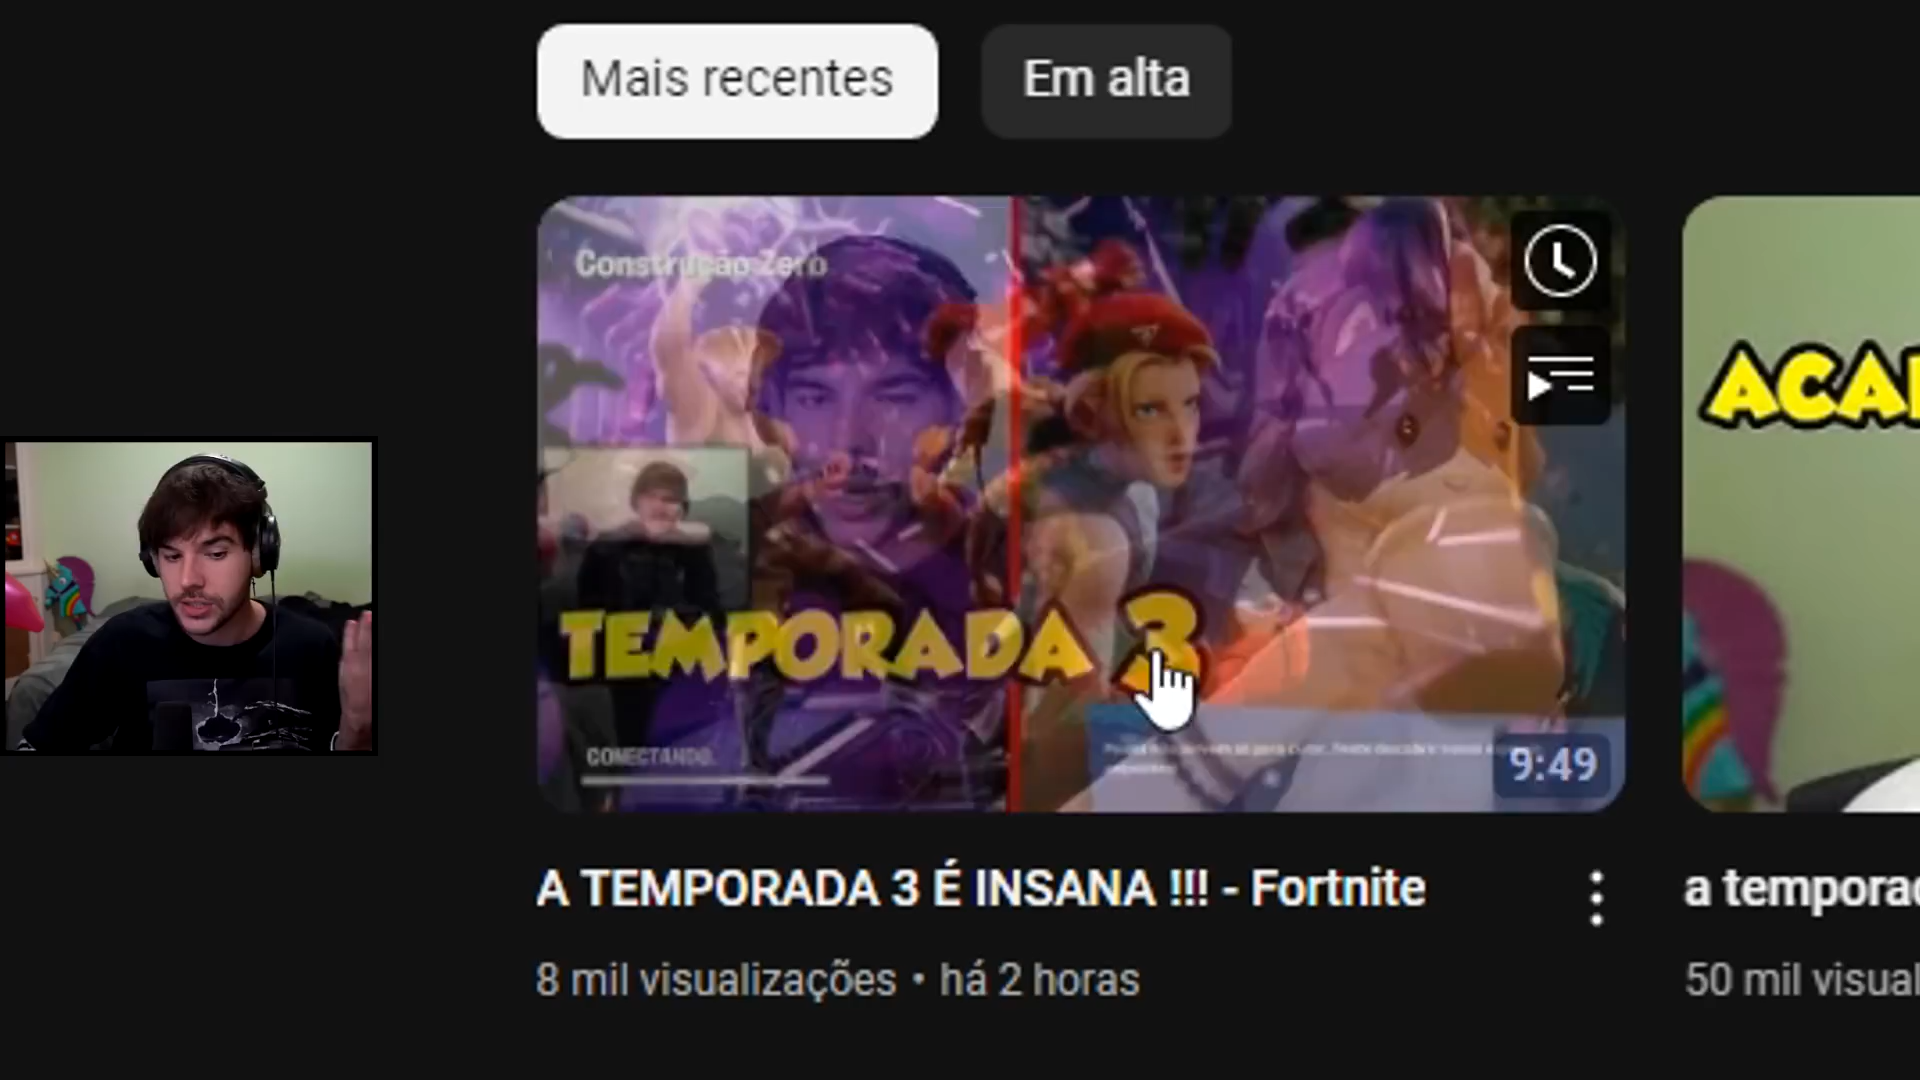 Mais recentes
Em alta
Construção Zero
ACA
TEMPORADA 3
CONECTANDO.
9:49
A TEMPORADA 3 É INSANA !!! - Fortnite
a tempora
8 mil visualizações • há 2 horas
50 mil visual